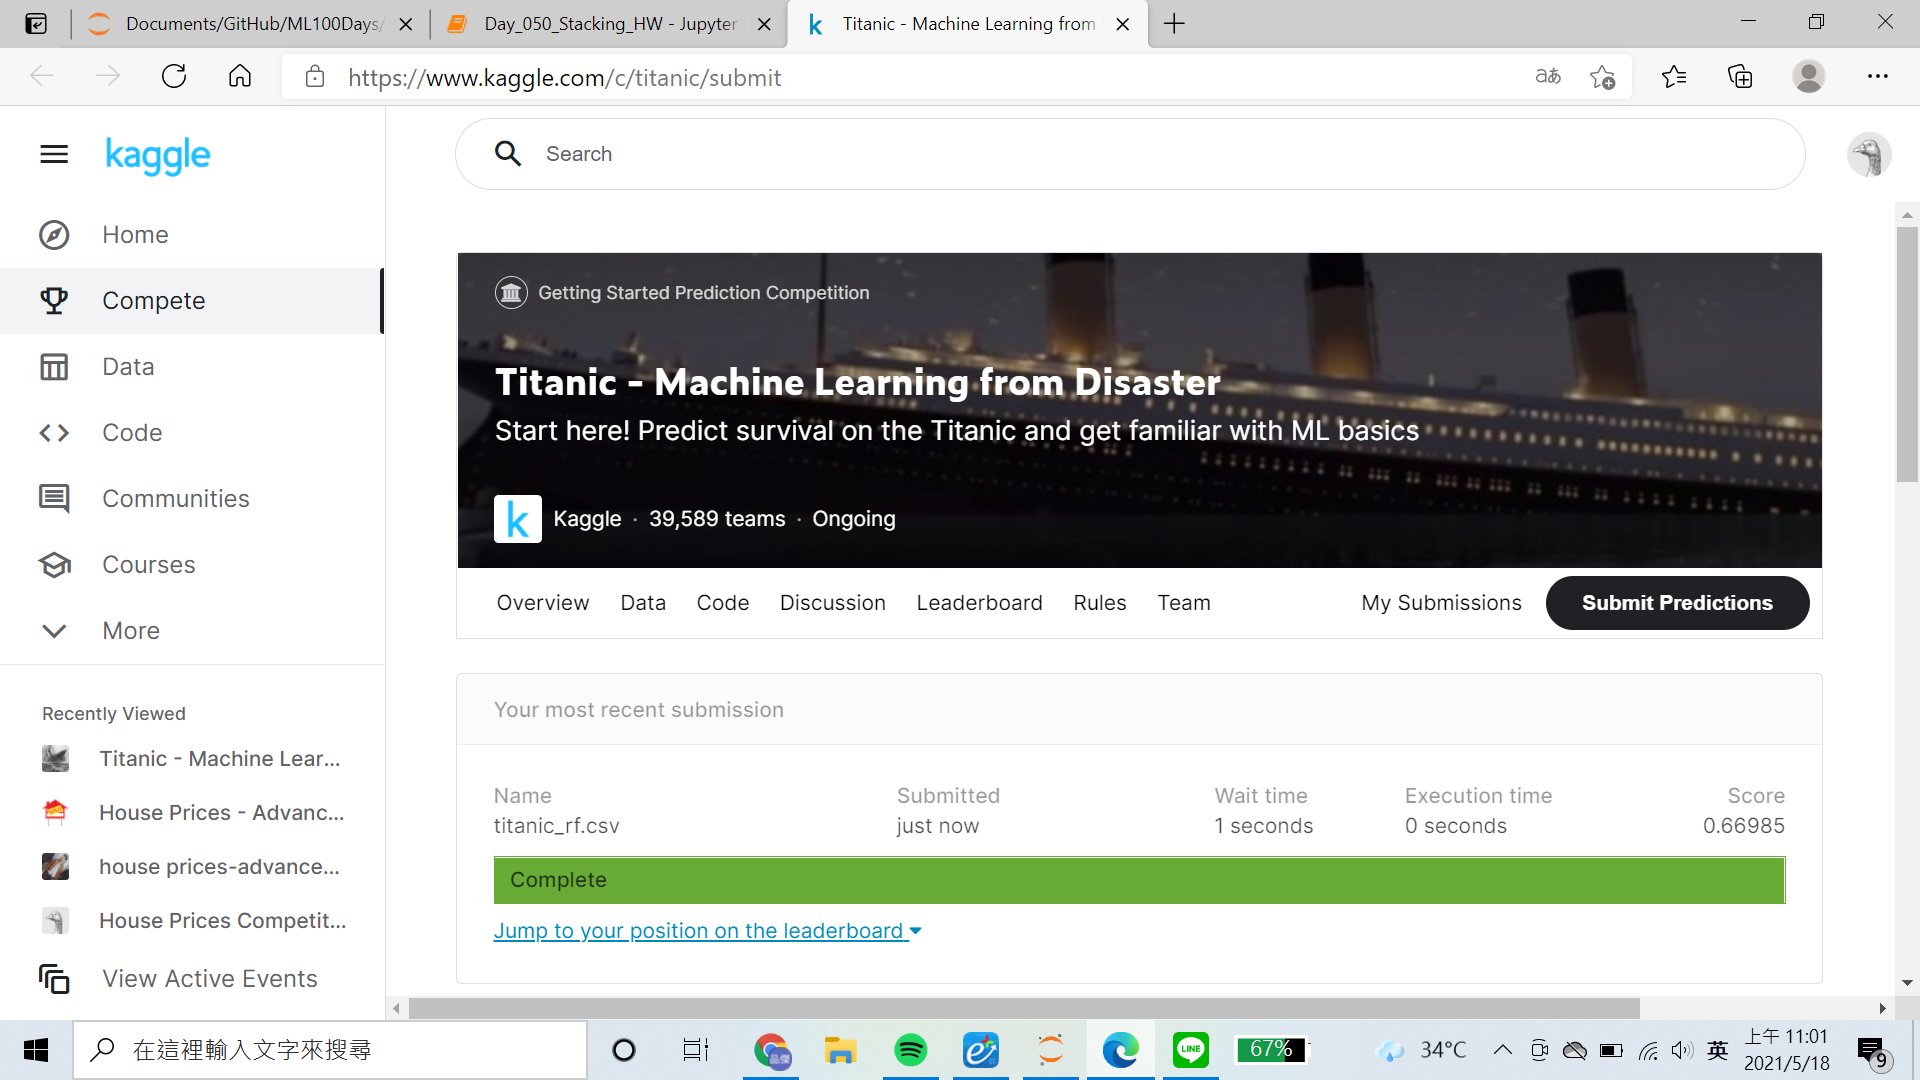 Documents/GitHub/ML100Days/
Day_050_Stacking_HW - Jupyter
Titanic - Machine Learning from
https://www.kaggle.com/c/titanic/submit
aあ
kaggle
Search
Home
Compete
Data
Code
Communities
Courses
More
Recently Viewed
Titanic - Machine Lear...
House Prices - Advanc...
house prices-advance...
House Prices Competit...
View Active Events
Getting Started Prediction Competition
Titanic - Machine Learning from Disaster
Start here! Predict survival on the Titanic and get familiar with ML basics
k
Kaggle · 39,589 teams · Ongoing
Overview Data Code Discussion Leaderboard Rules Team My Submissions Submit Predictions
Your most recent submission
Name Submitted Wait time Execution time Score
titanic_rf.csv just now 1 seconds 0 seconds 0.66985
Complete
Jump to your position on the leaderboard
在這裡輸入文字來搜尋
LINE
67%
34°C
英
上午 11:01
2021/5/18
9